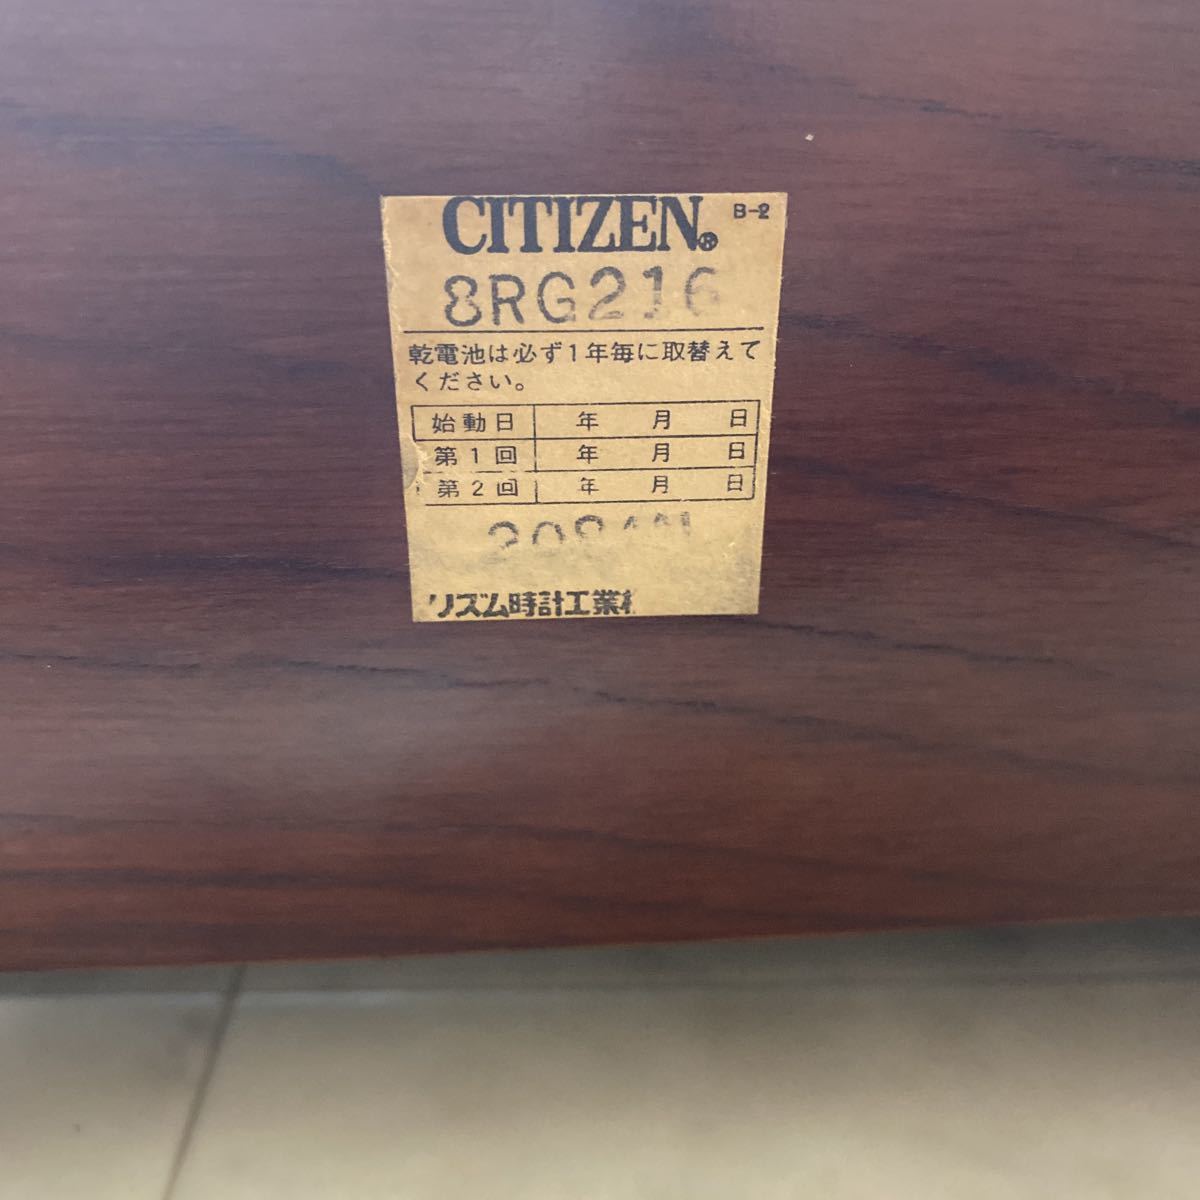 CITIZEN® B-2
8RG216
乾電池は必ず1年毎に取替えて
ください。
始動日 年 月 日
第1回 年 月 日
第2回 年 月 日
リズム時計工業